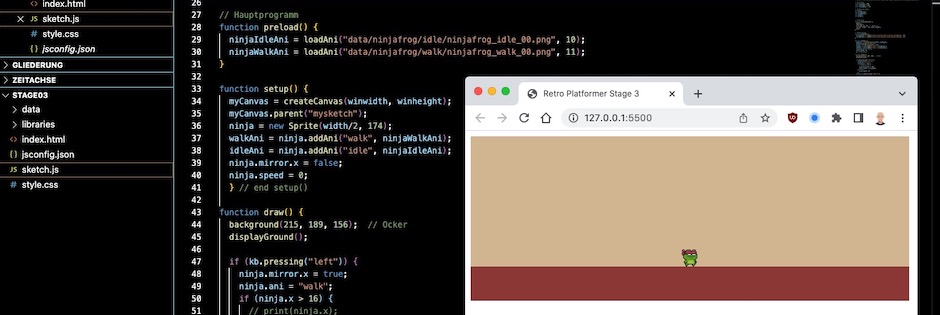 index.html
sketch.js
style.css
jsconfig.json
GLIEDERUNG
ZEITACHSE
STAGE03
data
libraries
index.html
jsconfig.json
sketch.js
style.css
26
27 // Hauptprogramm
28 function preload() {
29 ninjaIdleAni = loadAni("data/ninjafrog/idle/ninjafrog_idle_00.png", 10);
30 ninjaWalkAni = loadAni("data/ninjafrog/walk/ninjafrog_walk_00.png", 11);
31 }
32
33 function setup() {
34 myCanvas = createCanvas(winwidth, winheight);
35 myCanvas.parent("mysketch");
36 ninja = new Sprite(width/2, 174);
37 walkAni = ninja.addAni("walk", ninjaWalkAni);
38 idleAni = ninja.addAni("idle", ninjaIdleAni);
39 ninja.mirror.x = false;
40 ninja.speed = 0;
41 } // end setup()
42
43 function draw() {
44 background(215, 189, 156); // Ocker
45 displayGround();
46
47 if (kb.pressing("left")) {
48 ninja.mirror.x = true;
49 ninja.ani = "walk";
50 if (ninja.x > 16) {
51 // print(ninja.x);
Retro Platformer Stage 3
127.0.0.1:5500